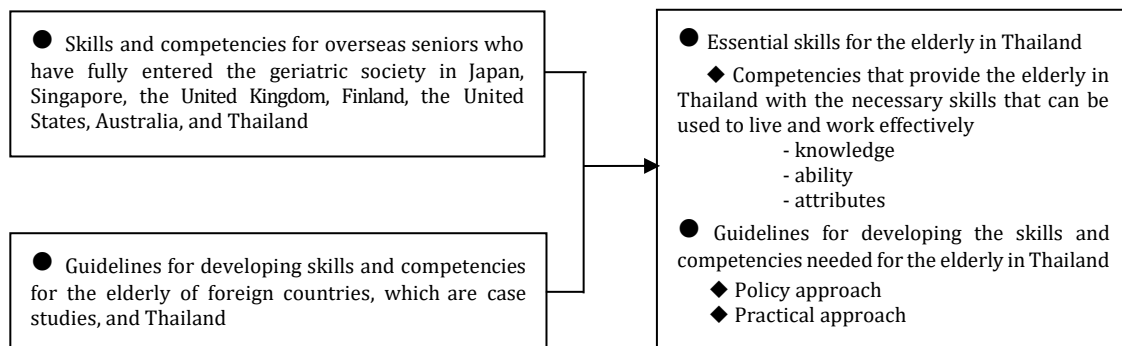 ● Skills and competencies for overseas seniors who
have fully entered the geriatric society in Japan,
Singapore, the United Kingdom, Finland, the United
States, Australia, and Thailand
● Guidelines for developing skills and competencies
for the elderly of foreign countries, which are case
studies, and Thailand
● Essential skills for the elderly in Thailand
◆ Competencies that provide the elderly in
Thailand with the necessary skills that can be
used to live and work effectively
- knowledge
- ability
- attributes
● Guidelines for developing the skills and
competencies needed for the elderly in Thailand
◆ Policy approach
◆ Practical approach